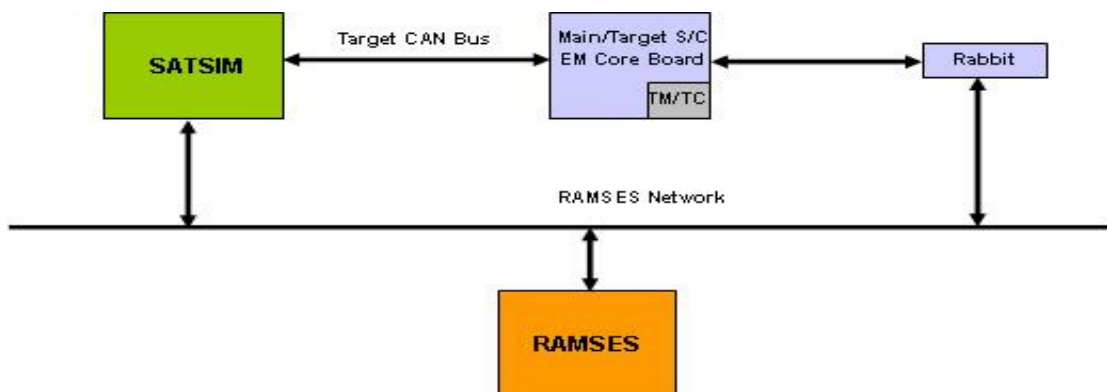 Target CAN Bus
SATSIM
Main/Target S/C
EM Core Board
TM/TC
Rabbit
RAMSES Network
RAMSES